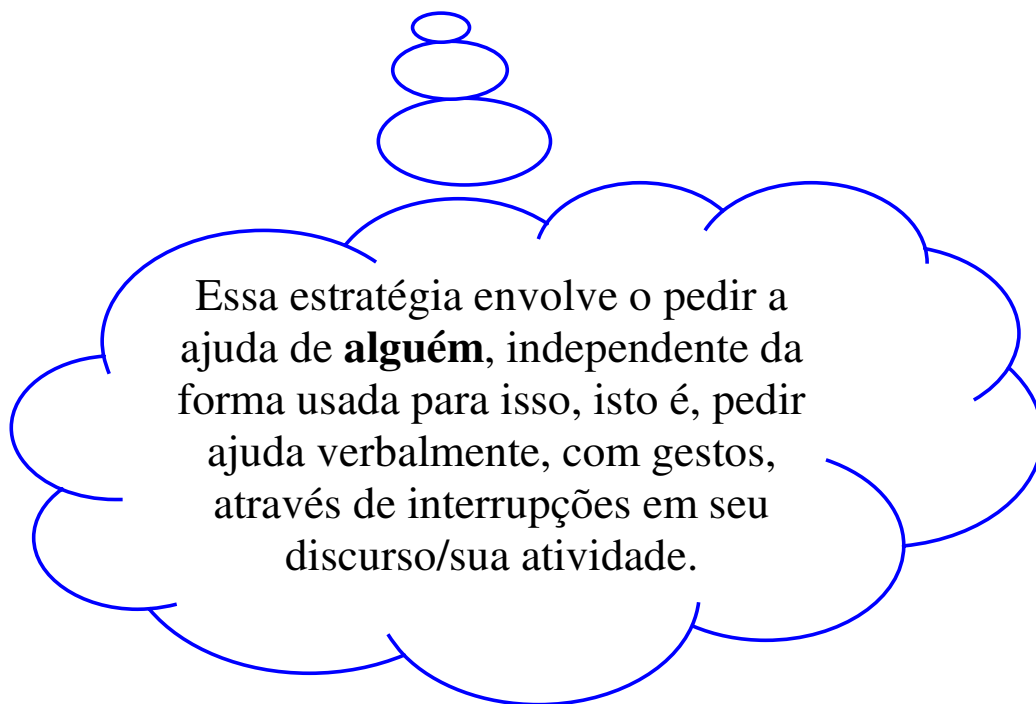 Essa estratégia envolve o pedir a
ajuda de alguém, independente da
forma usada para isso, isto é, pedir
ajuda verbalmente, com gestos,
através de interrupções em seu
discurso/sua atividade.